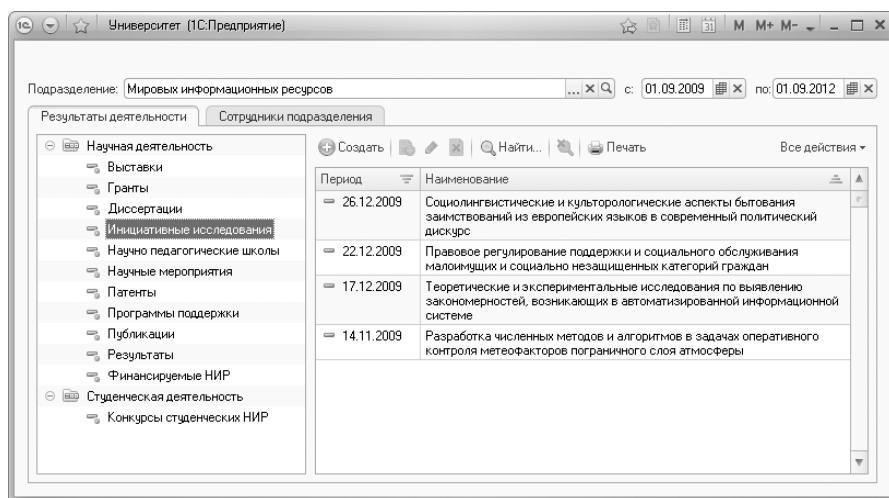 Университет (1С:Предприятие)
31 M M+ M-
Подразделение: Мировых информационных ресурсов ... с: 01.09.2009 по: 01.09.2012
Результаты деятельности Сотрудники подразделения
Научная деятельность
Выставки
Гранты
Диссертации
Инициативные исследования
Научно педагогические школы
Научные мероприятия
Патенты
Программы поддержки
Публикации
Результаты
Финансируемые НИР
Студенческая деятельность
Конкурсы студенческих НИР
Создать Найти... Печать Все действия
Период Наименование
26.12.2009 Социолингвистические и культорологические аспекты бытования
заимствований из европейских языков в современный политический
дискурс
22.12.2009 Правовое регулирование поддержки и социального обслуживания
малоимущих и социально незащищенных категорий граждан
17.12.2009 Теоретические и экспериментальные исследования по выявлению
закономерностей, возникающих в автоматизированной информационной
системе
14.11.2009 Разработка численных методов и алгоритмов в задачах оперативного
контроля метеофакторов пограничного слоя атмосферы